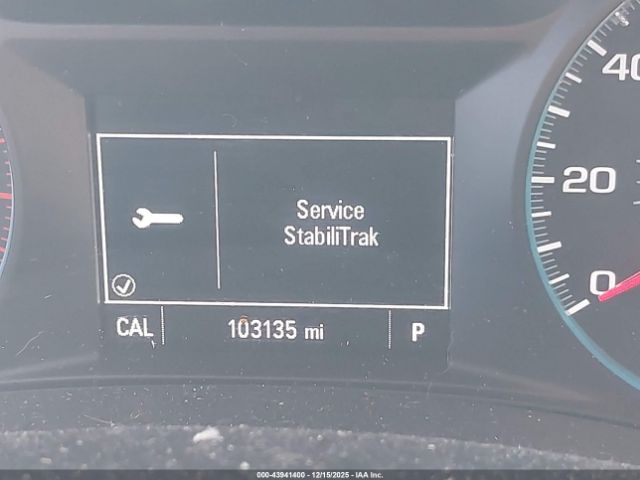 40
Service
StabiliTrak
20
0
CAL 103135 mi P
000-43941400 - 12/15/2025 - IAA Inc.